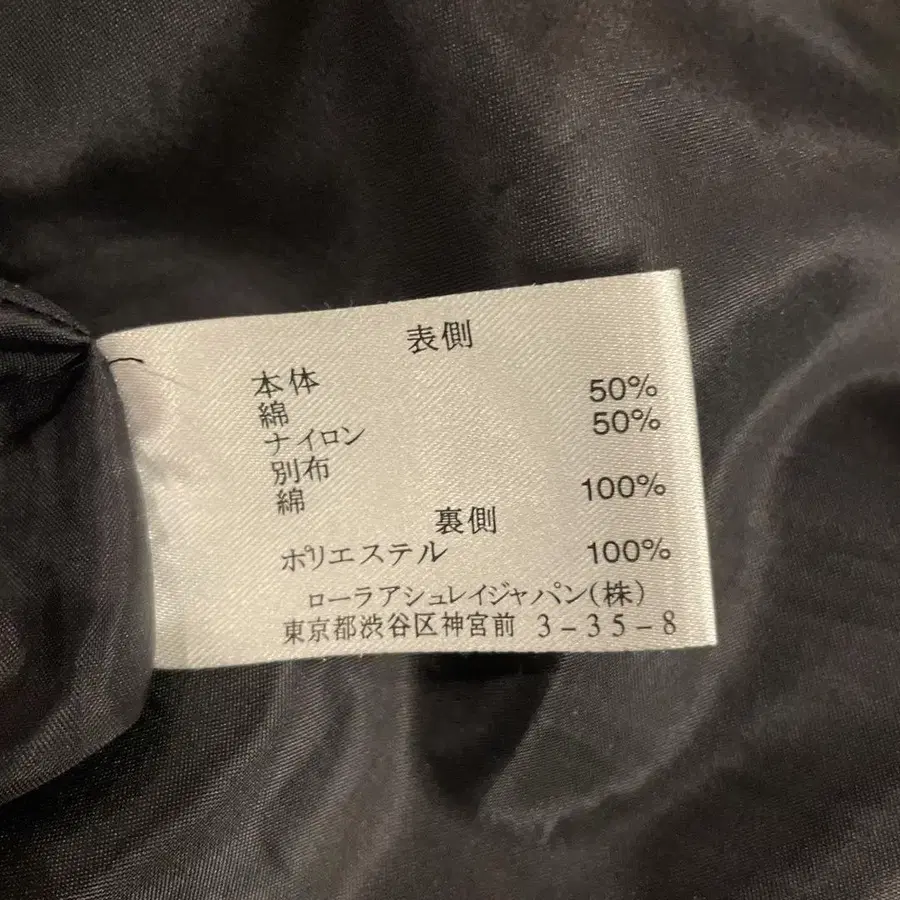 表側
本体
綿 50%
ナイロン 50%
別布
綿 100%
裏側
ポリエステル 100%
ローラアシュレイジャパン(株)
東京都渋谷区神宮前 3-35-8